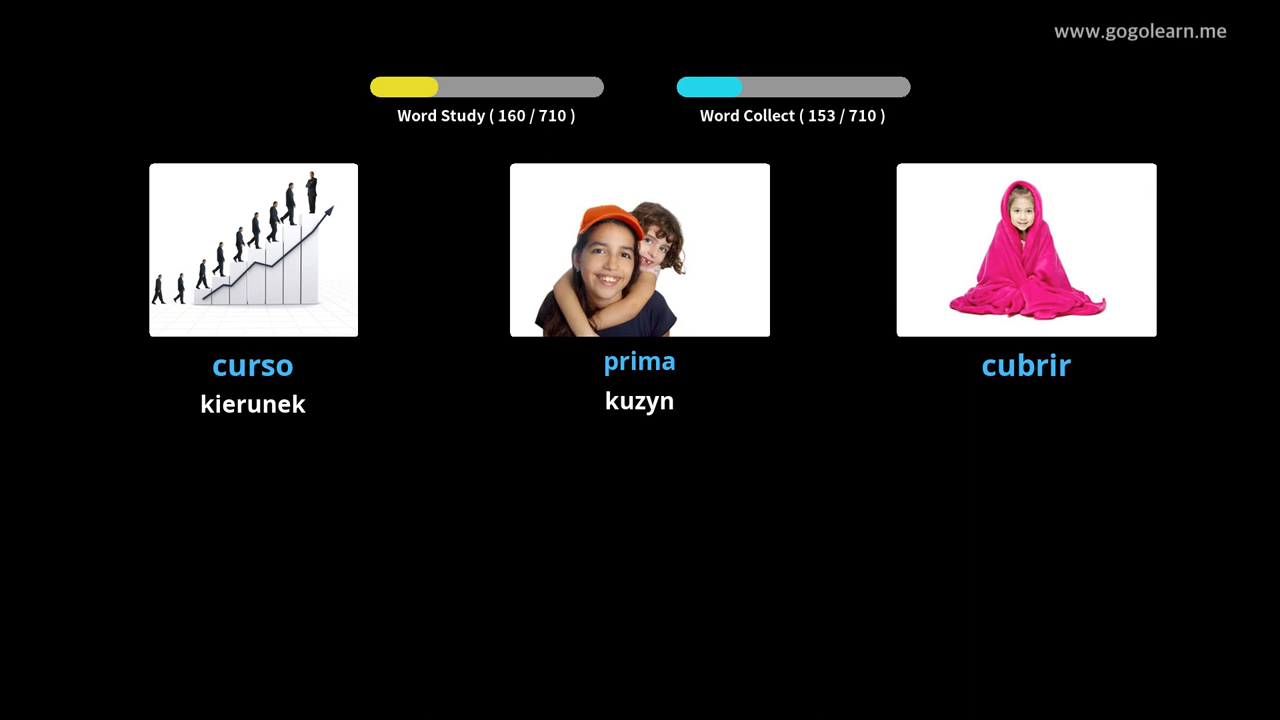 www.gogolearn.me
Word Study ( 160 / 710 )
Word Collect ( 153 / 710 )
curso
prima
cubrir
kierunek
kuzyn